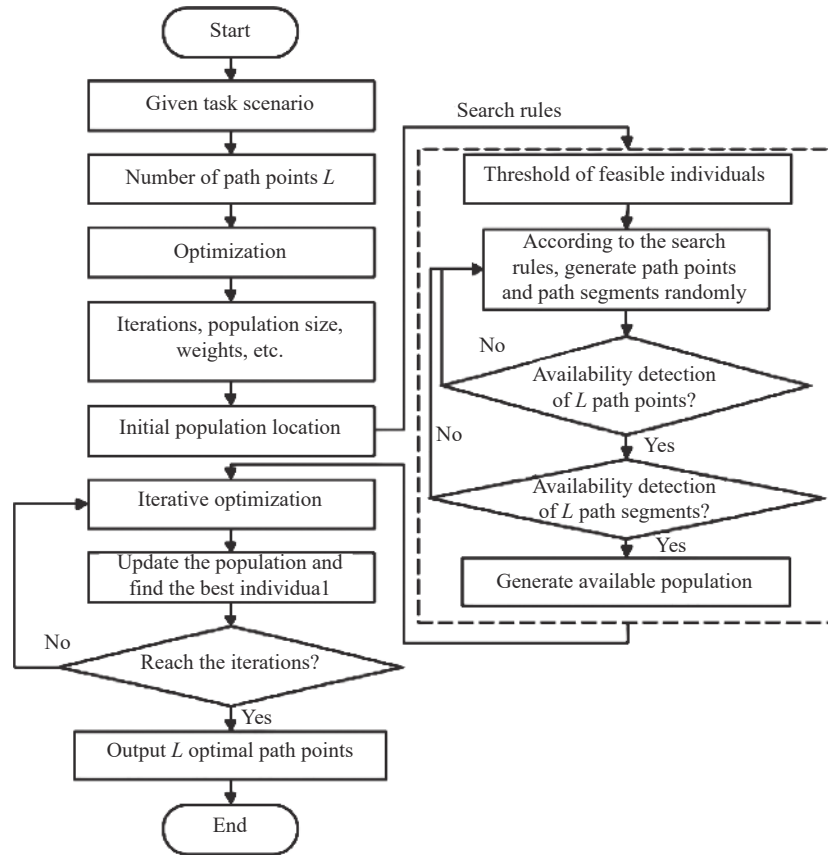 Start
Given task scenario
Number of path points L
Optimization
Iterations, population size,
weights, etc.
Initial population location
Iterative optimization
Update the population and
find the best individua1
No
Reach the iterations?
Yes
Output L optimal path points
End
Search rules
Threshold of feasible individuals
According to the search
rules, generate path points
and path segments randomly
No
Availability detection
of L path points?
No
Yes
Availability detection
of L path segments?
Yes
Generate available population